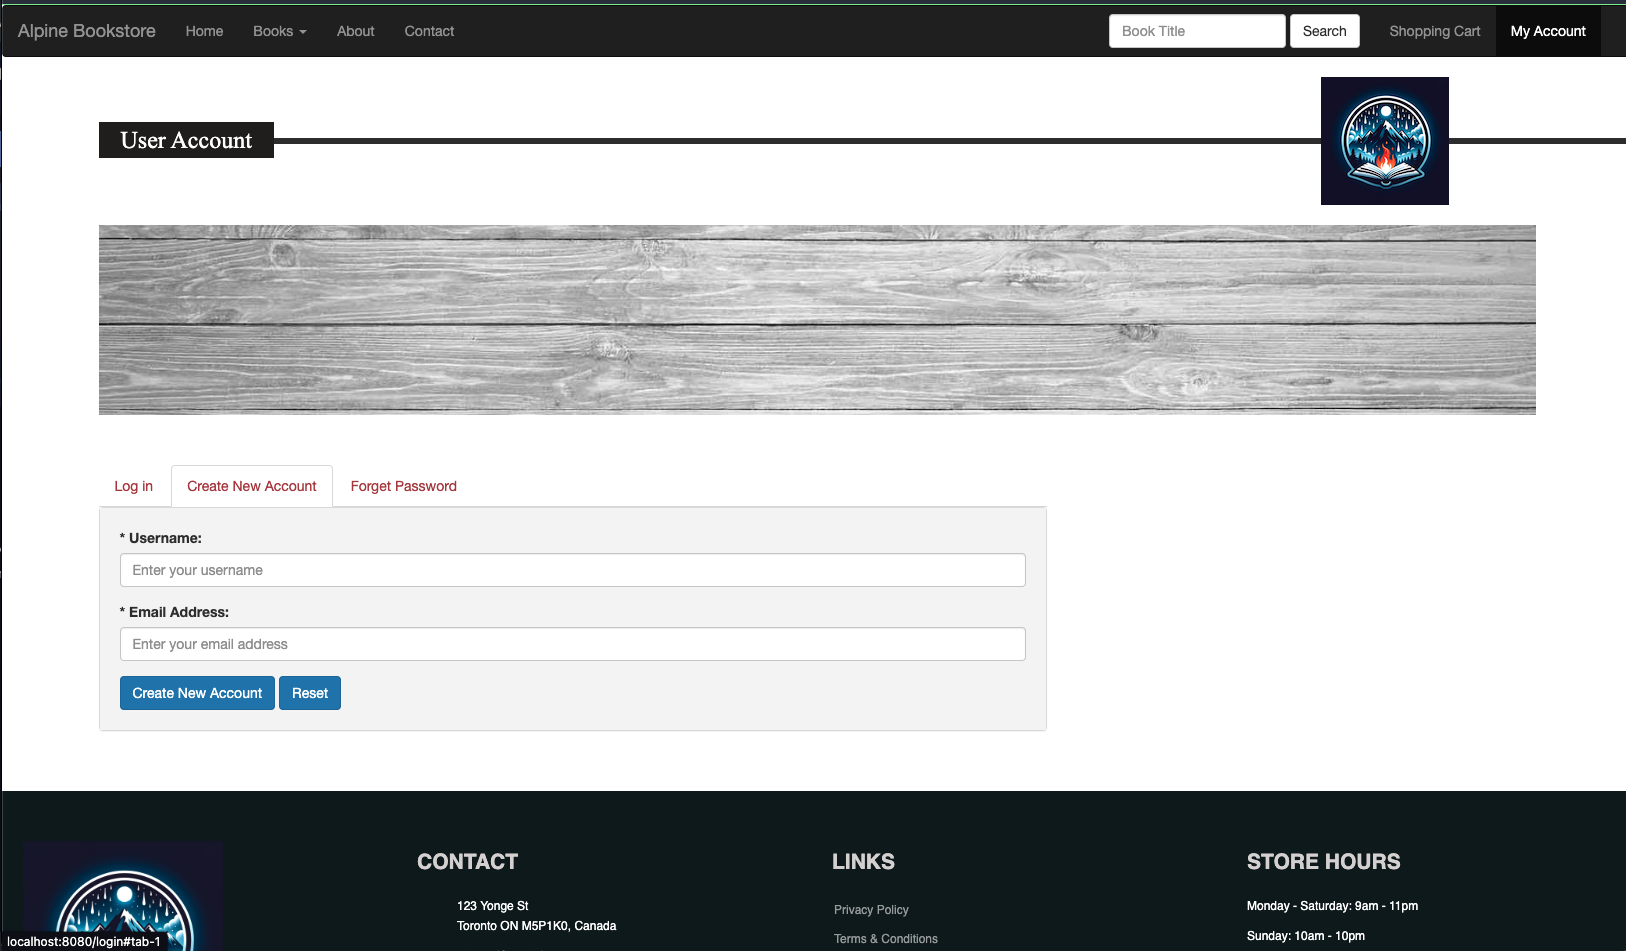 Alpine Bookstore Home Books About Contact Book Title Search Shopping Cart My Account
User Account
Log in Create New Account Forget Password
* Username:
Enter your username
* Email Address:
Enter your email address
Create New Account Reset
CONTACT
123 Yonge St
Toronto ON M5P1K0, Canada
LINKS
Privacy Policy
Terms & Conditions
STORE HOURS
Monday - Saturday: 9am - 11pm
Sunday: 10am - 10pm
localhost:8080/login#tab-1